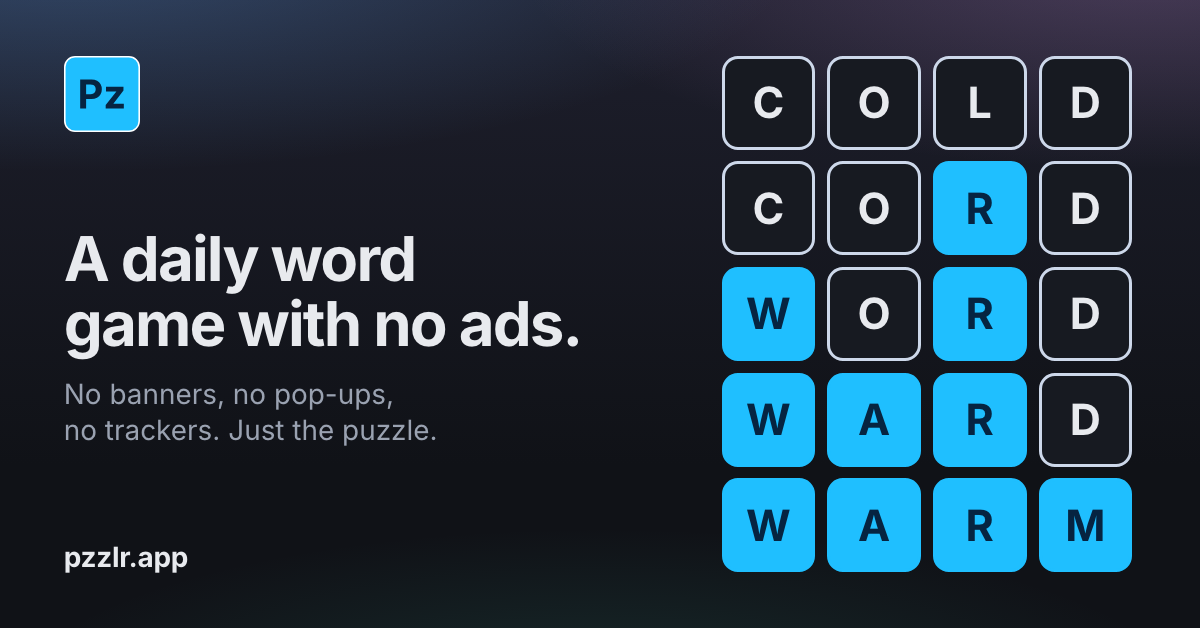 Pz
A daily word
game with no ads.
No banners, no pop-ups,
no trackers. Just the puzzle.
pzzlr.app
C O L D
C O R D
W O R D
W A R D
W A R M